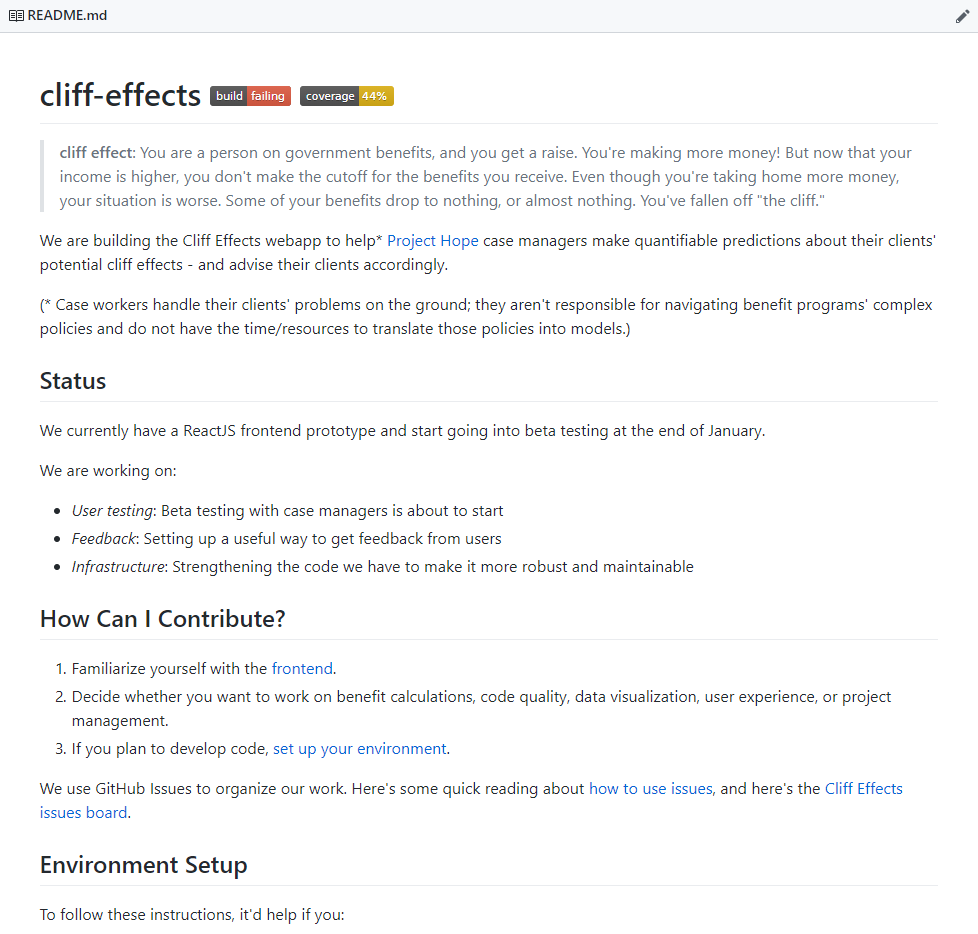 README.md
cliff-effects build failing coverage 44%
cliff effect: You are a person on government benefits, and you get a raise. You're making more money! But now that your
income is higher, you don't make the cutoff for the benefits you receive. Even though you're taking home more money,
your situation is worse. Some of your benefits drop to nothing, or almost nothing. You've fallen off "the cliff."
We are building the Cliff Effects webapp to help* Project Hope case managers make quantifiable predictions about their clients'
potential cliff effects - and advise their clients accordingly.
(* Case workers handle their clients' problems on the ground; they aren't responsible for navigating benefit programs' complex
policies and do not have the time/resources to translate those policies into models.)
Status
We currently have a ReactJS frontend prototype and start going into beta testing at the end of January.
We are working on:
• User testing: Beta testing with case managers is about to start
• Feedback: Setting up a useful way to get feedback from users
• Infrastructure: Strengthening the code we have to make it more robust and maintainable
How Can I Contribute?
1. Familiarize yourself with the frontend.
2. Decide whether you want to work on benefit calculations, code quality, data visualization, user experience, or project
management.
3. If you plan to develop code, set up your environment.
We use GitHub Issues to organize our work. Here's some quick reading about how to use issues, and here's the Cliff Effects
issues board.
Environment Setup
To follow these instructions, it'd help if you: